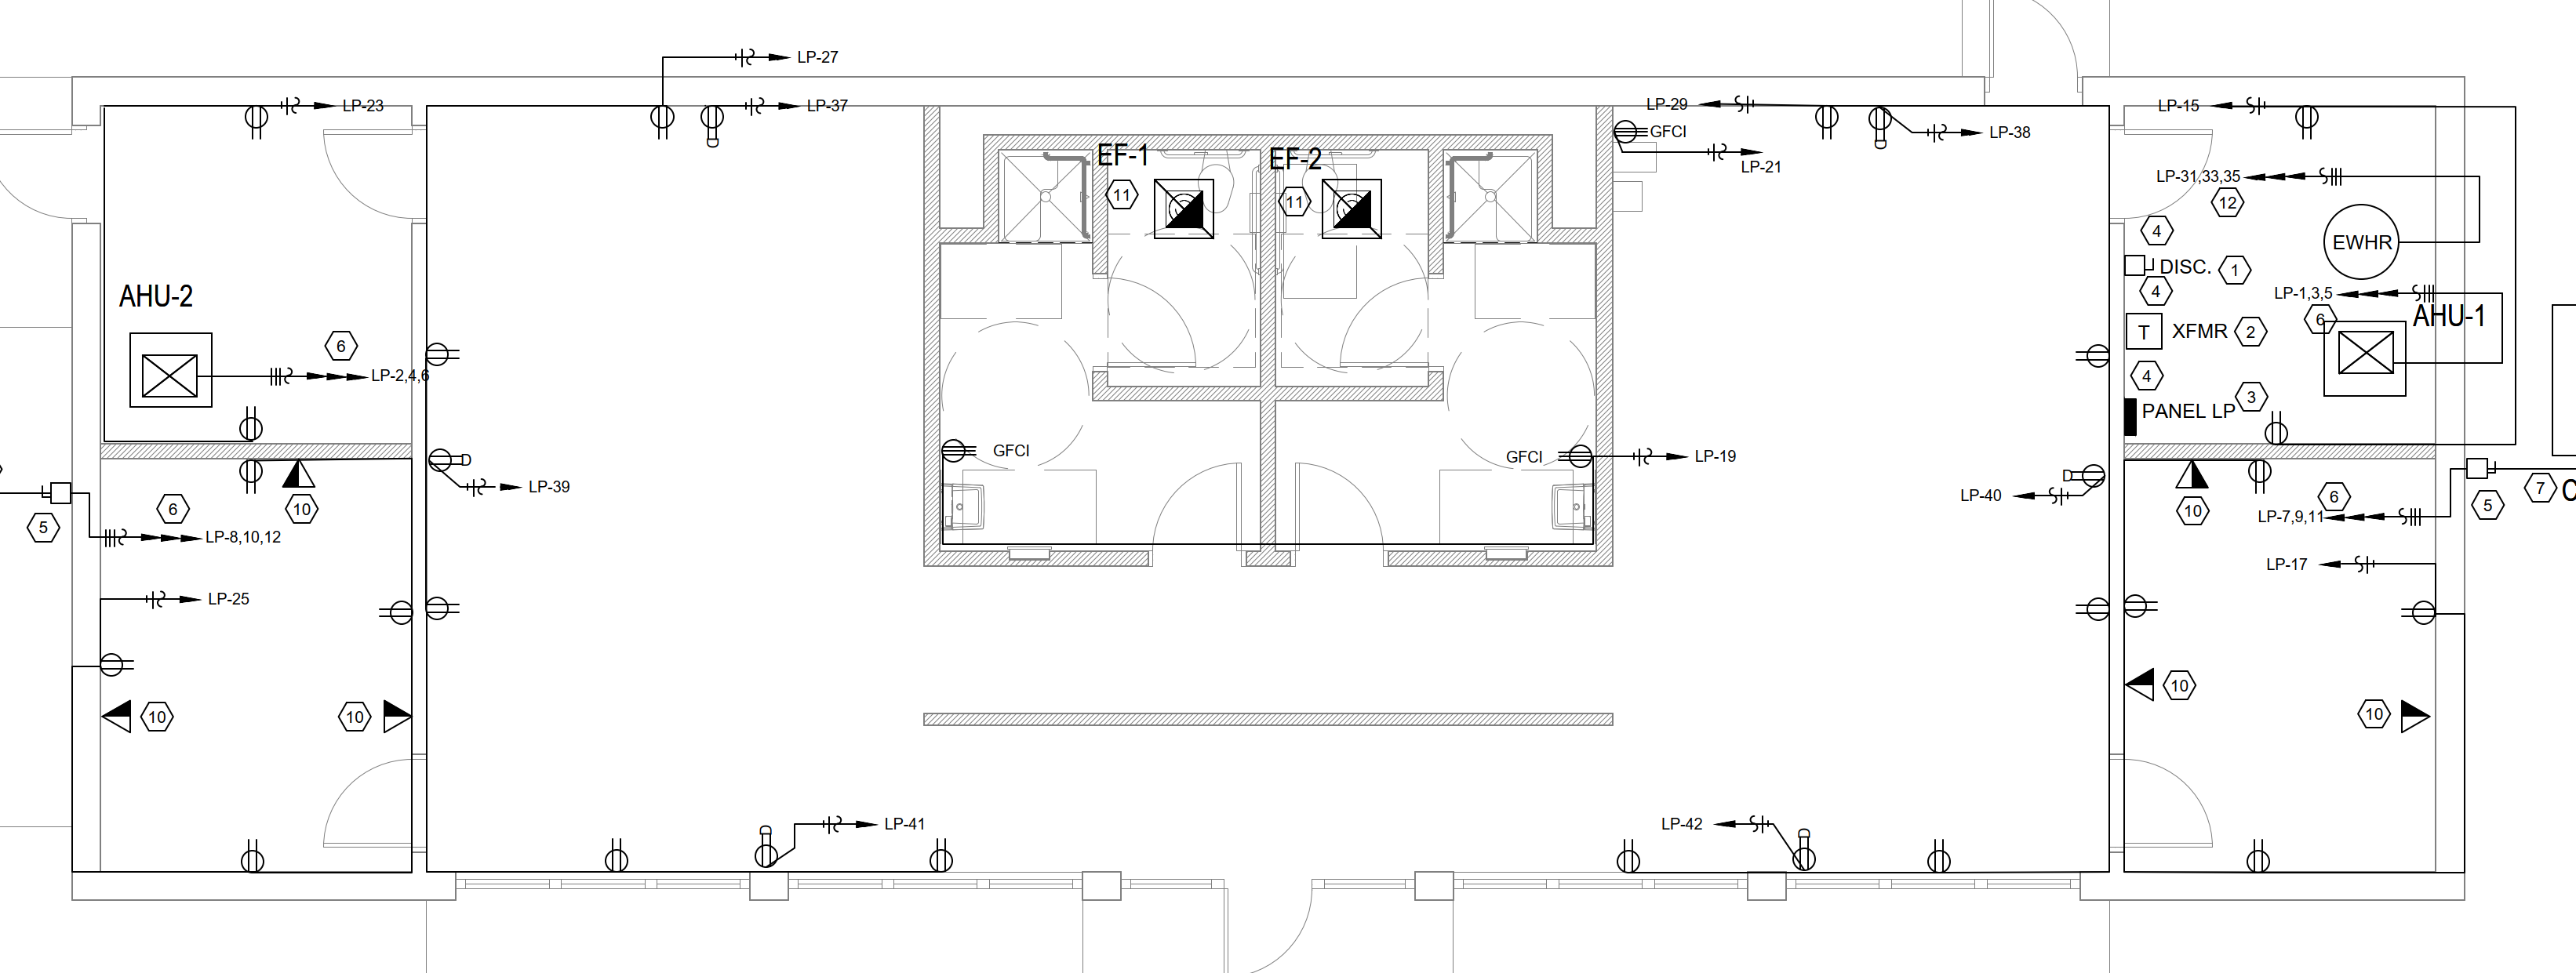 LP-27
LP-23
LP-37
LP-29
LP-15
D
GFCI
D
LP-38
EF-1
EF-2
LP-21
LP-31,33,35
11
11
12
4
EWHR
DISC.
1
4
LP-1,3,5
AHU-2
AHU-1
6
T
XFMR
2
6
LP-2,4,6
4
3
PANEL LP
GFCI
GFCI
LP-19
D
LP-39
D
LP-40
10
10
6
7
C
5
6
LP-7,9,11
5
LP-8,10,12
LP-17
LP-25
10
10
10
10
D
LP-41
LP-42
D